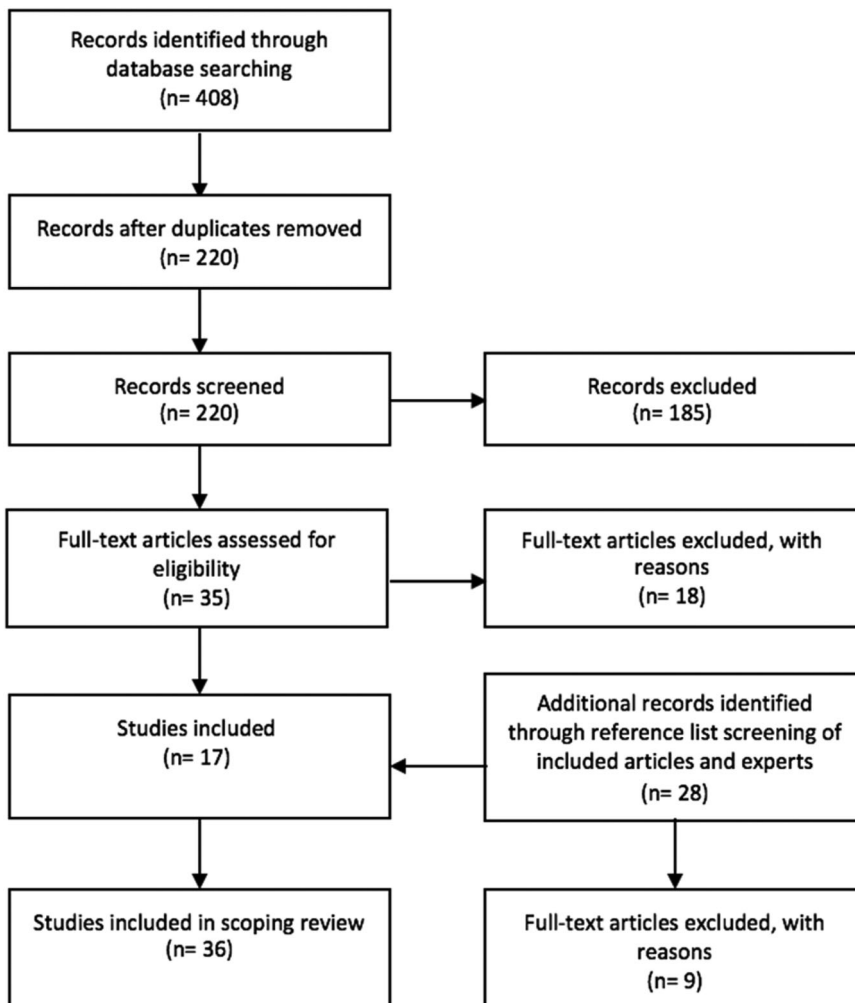 Records identified through
database searching
(n= 408)
Records after duplicates removed
(n= 220)
Records screened
(n= 220)
Records excluded
(n= 185)
Full-text articles assessed for
eligibility
(n= 35)
Full-text articles excluded, with
reasons
(n= 18)
Studies included
(n= 17)
Additional records identified
through reference list screening of
included articles and experts
(n= 28)
Studies included in scoping review
(n= 36)
Full-text articles excluded, with
reasons
(n= 9)